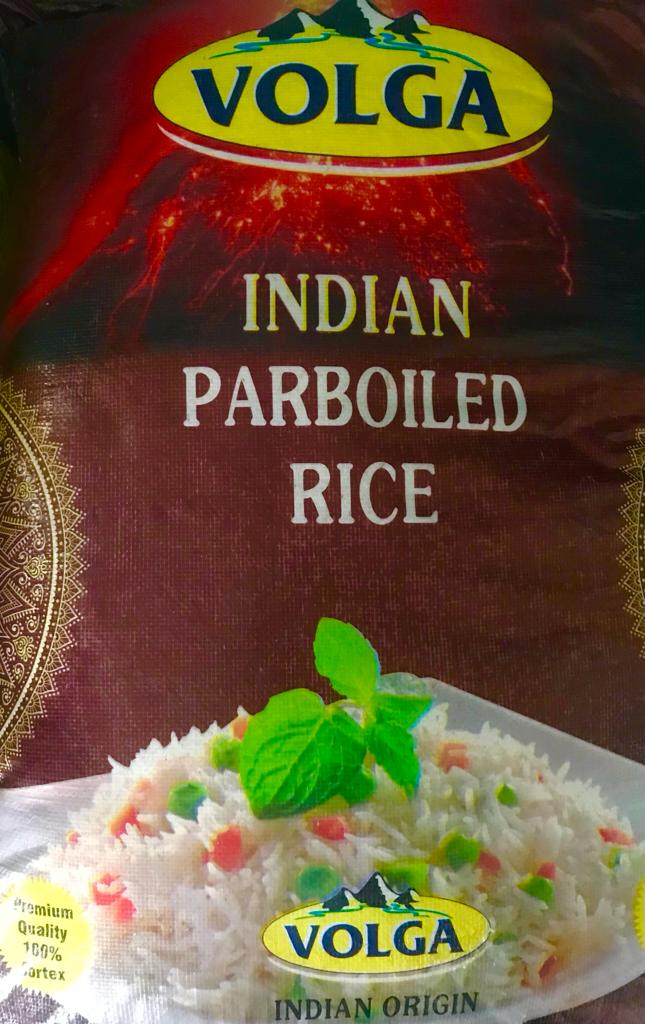 VOLGA
INDIAN
PARBOILED
RICE
Premium
Quality
100%
VOLGA
INDIAN ORIGIN